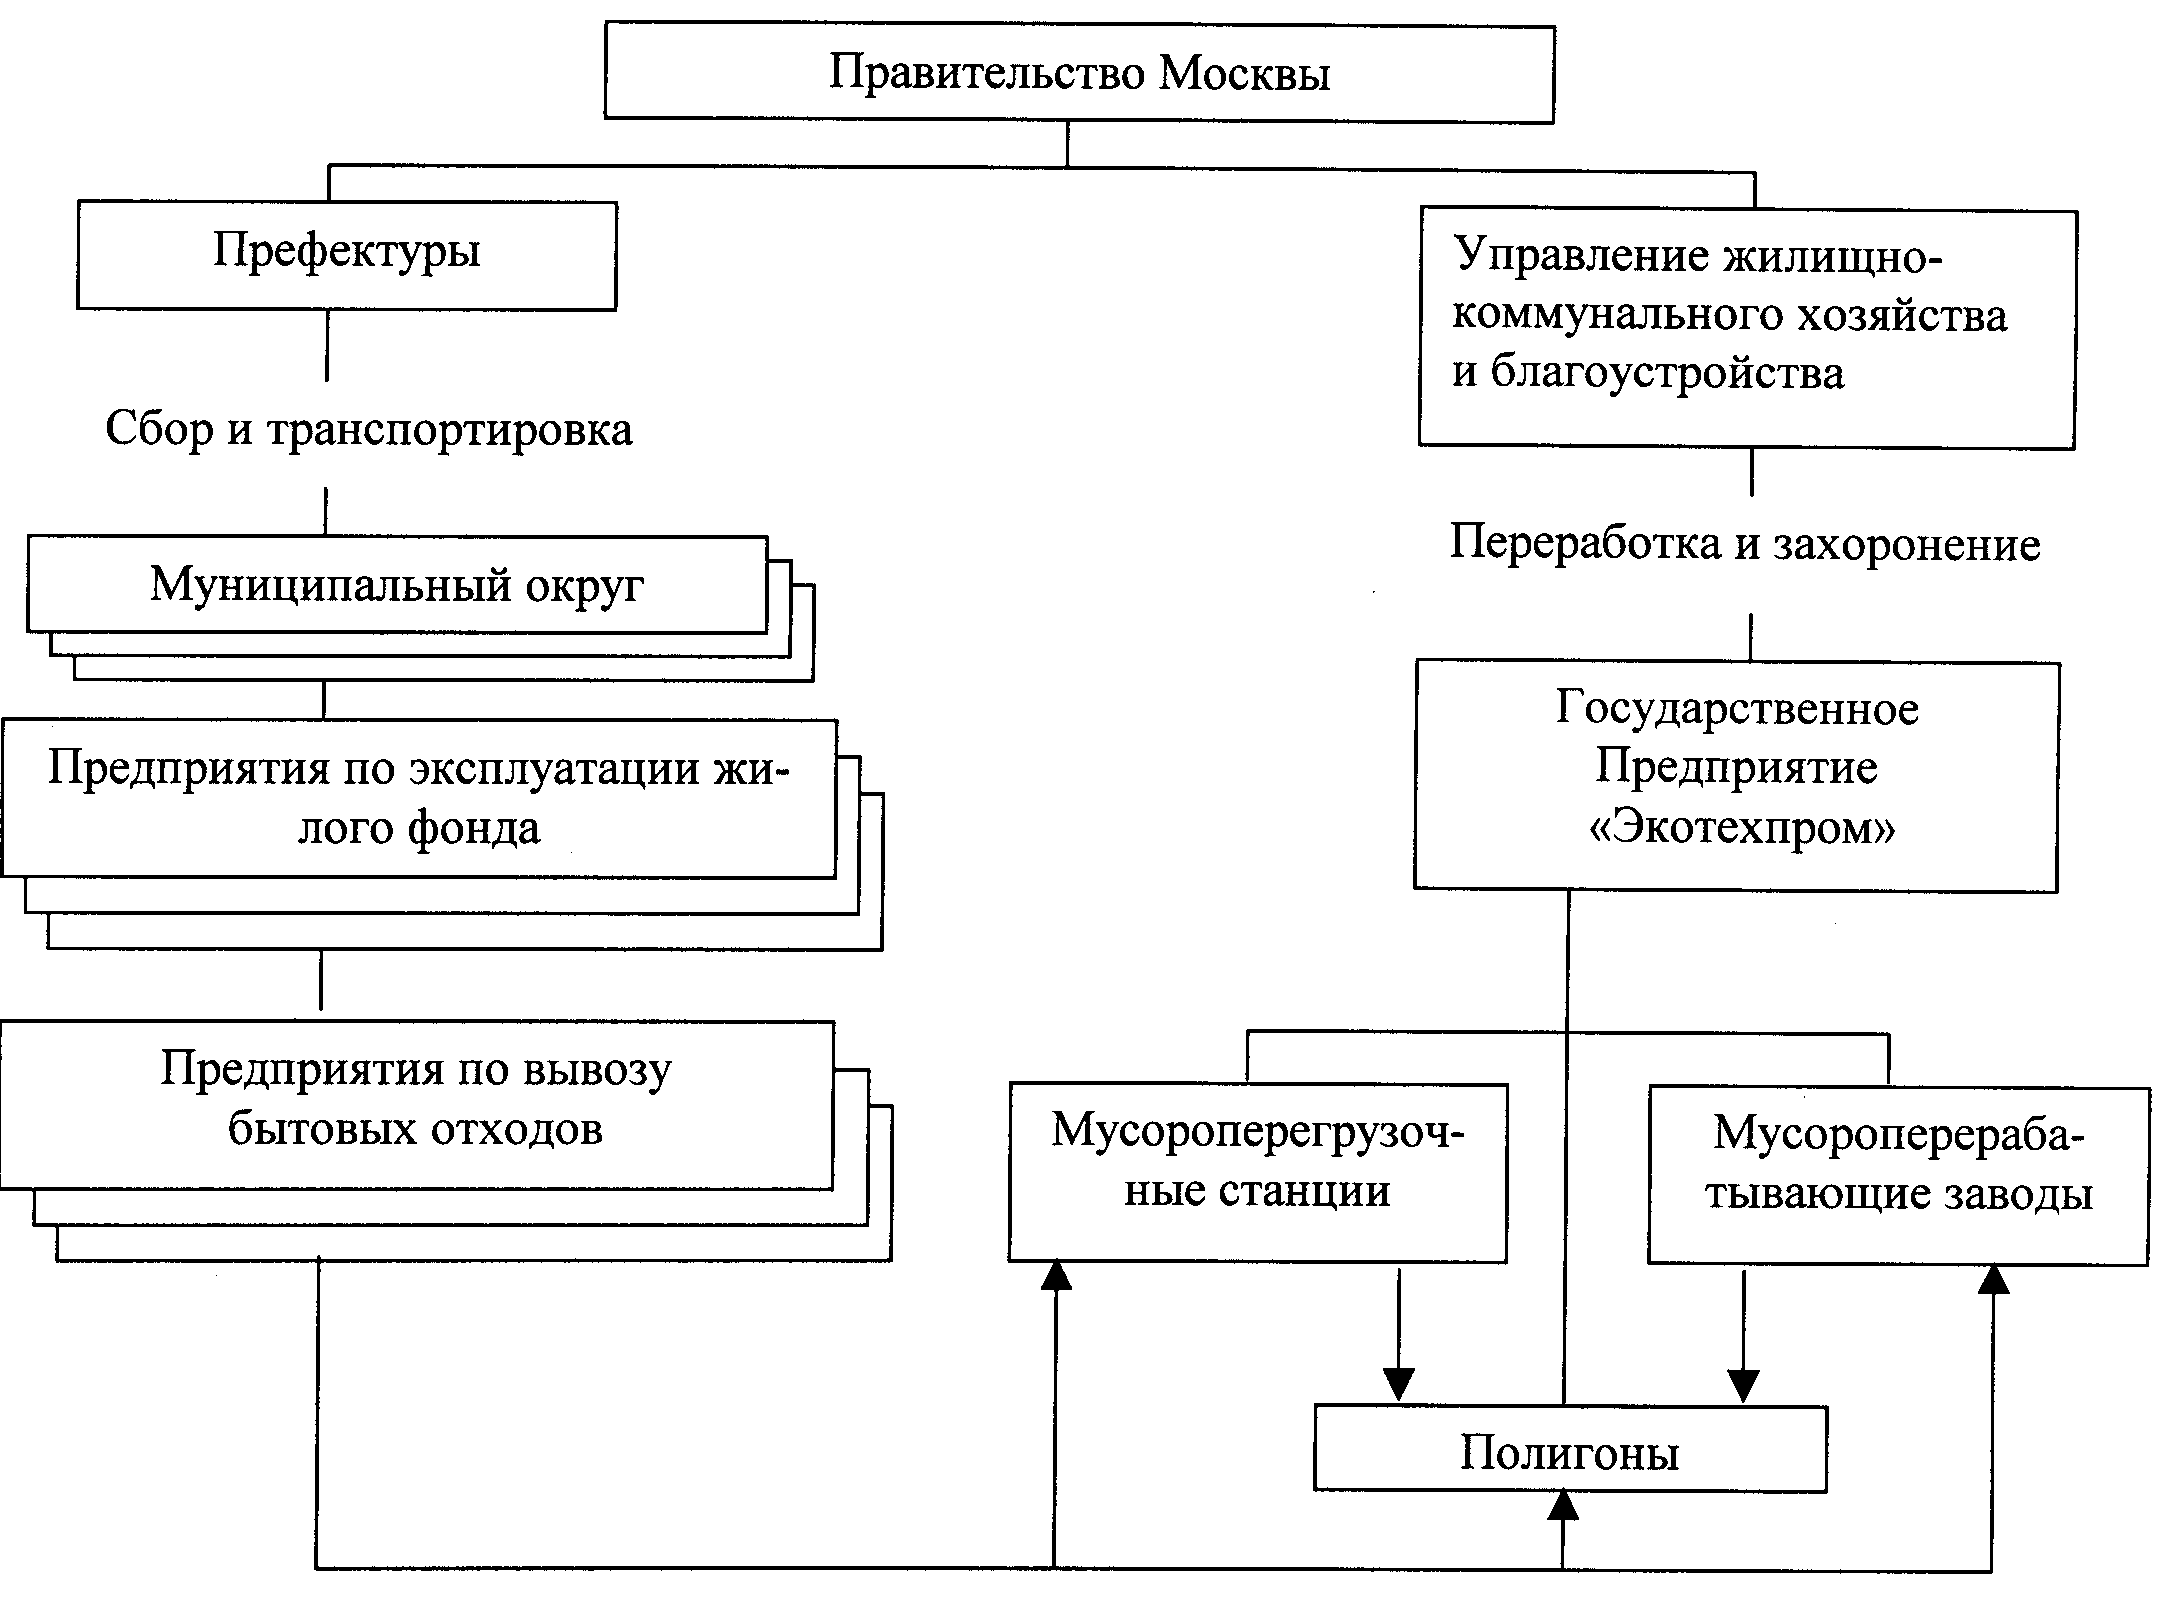 Правительство Москвы
Префектуры
Управление жилищно-
коммунального хозяйства
и благоустройства
Сбор и транспортировка
Переработка и захоронение
Муниципальный округ
Государственное
Предприятие
«Экотехпром»
Предприятия по эксплуатации жи-
лого фонда
Предприятия по вывозу
бытовых отходов
Мусороперегрузоч-
ные станции
Мусоропереработа-
тывающие заводы
Полигоны